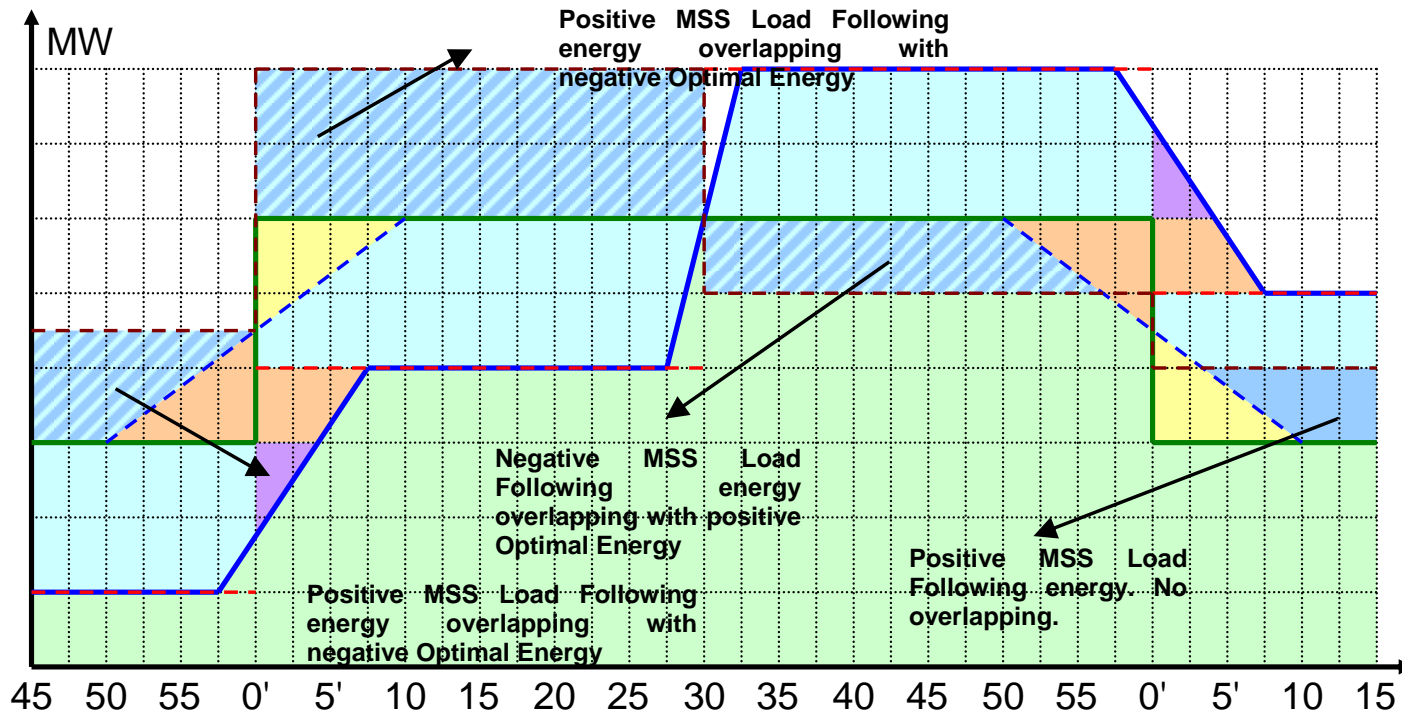 MW
Positive MSS Load Following
energy overlapping with
negative Optimal Energy
Negative MSS Load
Following energy
overlapping with positive
Optimal Energy
Positive MSS Load Following
energy overlapping with
negative Optimal Energy
Positive MSS Load
Following energy. No
overlapping.
45 50 55 0' 5' 10 15 20 25 30 35 40 45 50 55 0' 5' 10 15